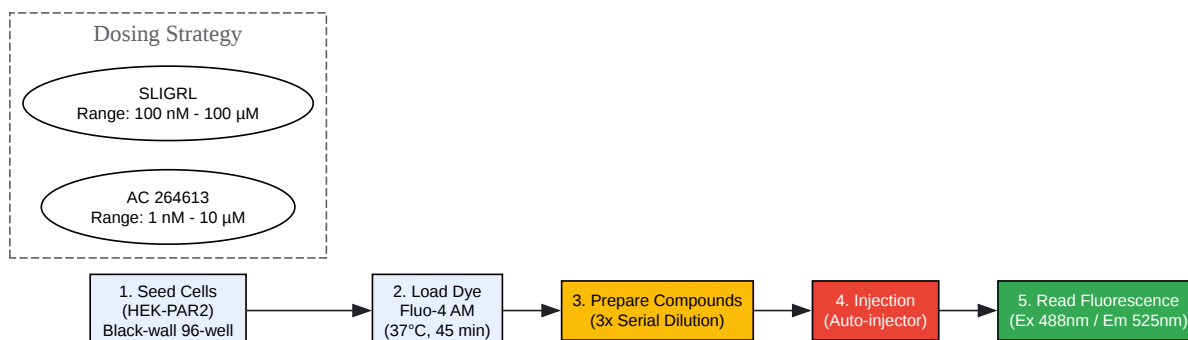 Dosing Strategy
SLIGRL
Range: 100 nM - 100 µM
AC 264613
Range: 1 nM - 10 µM
1. Seed Cells
(HEK-PAR2)
Black-wall 96-well
2. Load Dye
Fluo-4 AM
(37°C, 45 min)
3. Prepare Compounds
(3x Serial Dilution)
4. Injection
(Auto-injector)
5. Read Fluorescence
(Ex 488nm / Em 525nm)